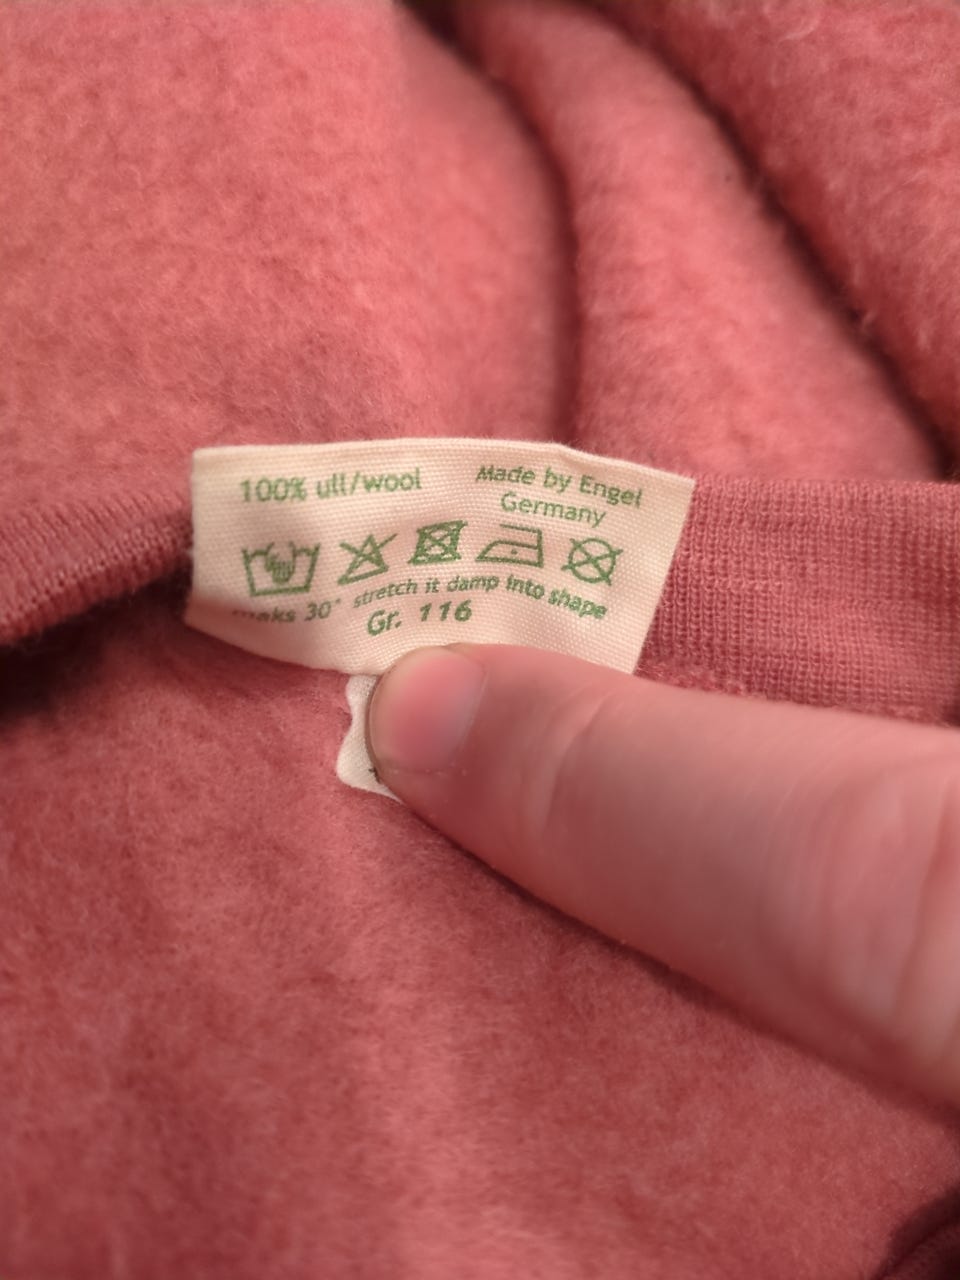 100% ull/wool
Made by Engel
Germany
maks 30° stretch it damp into shape
Gr. 116